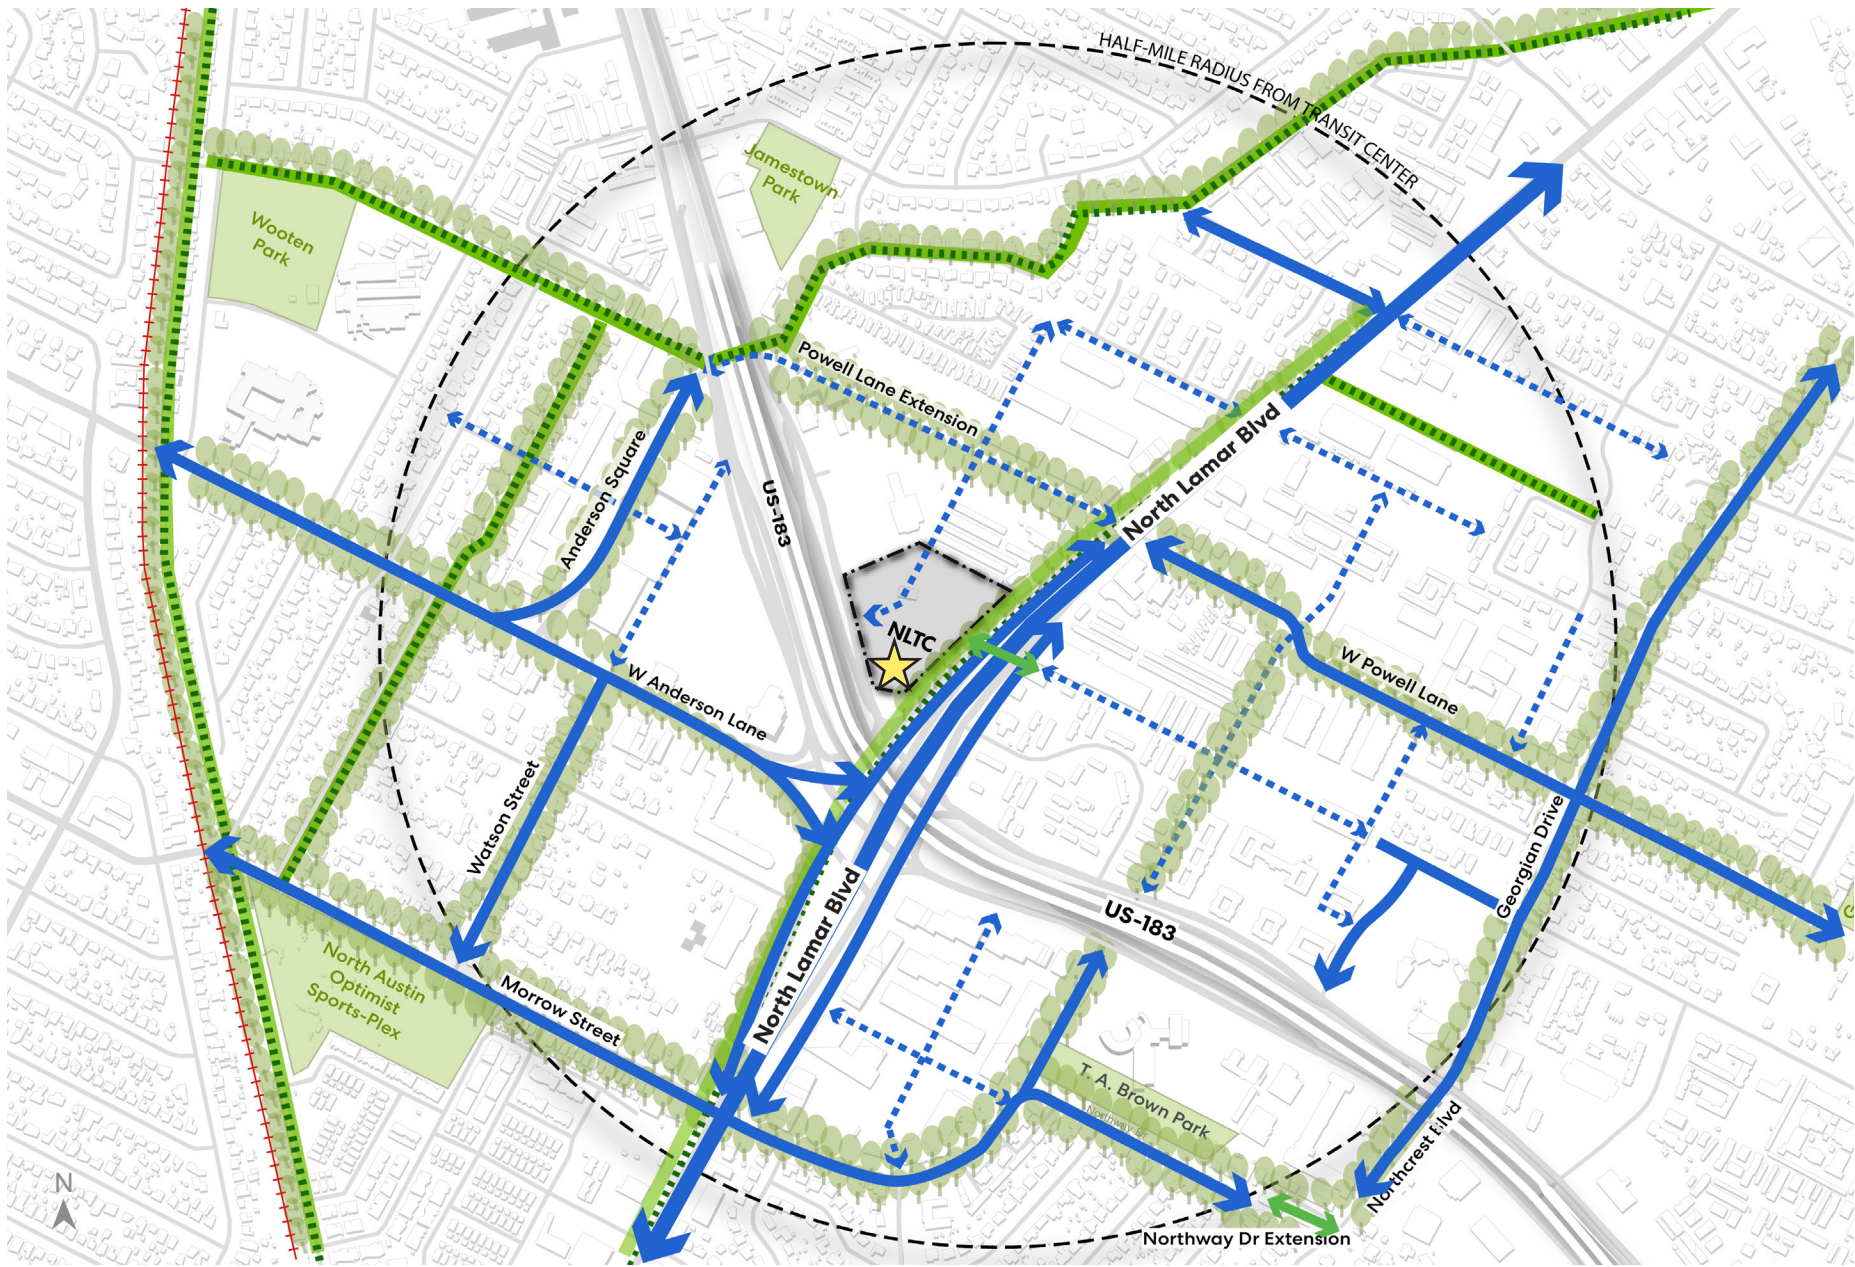 HALF-MILE RADIUS FROM TRANSIT CENTER
Jamestown
Park
Wooten
Park
Powell Lane Extension
Anderson Square
US-183
North Lamar Blvd
NLTC
W Anderson Lane
W Powell Lane
Watson Street
Georgian Drive
North Lamar Blvd
US-183
North Austin
Optimist
Sports-Plex
Morrow Street
T. A. Brown Park
Northway Dr
Northcrest Blvd
N
Northway Dr Extension